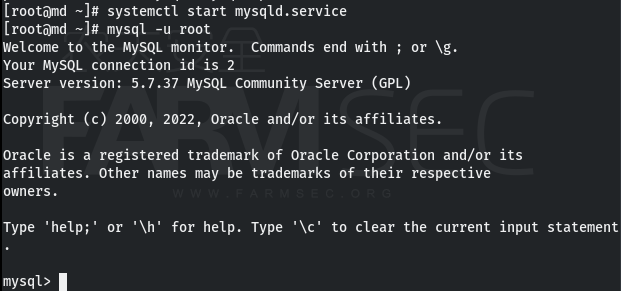 [root@md ~]# systemctl start mysqld.service
[root@md ~]# mysql -u root
Welcome to the MySQL monitor.  Commands end with ; or \g.
Your MySQL connection id is 2
Server version: 5.7.37 MySQL Community Server (GPL)

Copyright (c) 2000, 2022, Oracle and/or its affiliates.
FARMSEC

Oracle is a registered trademark of Oracle Corporation and/or its
affiliates. Other names may be trademarks of their respective
owners.
WWW.FARMSEC.ORG

Type 'help;' or '\h' for help. Type '\c' to clear the current input statement
.

mysql>